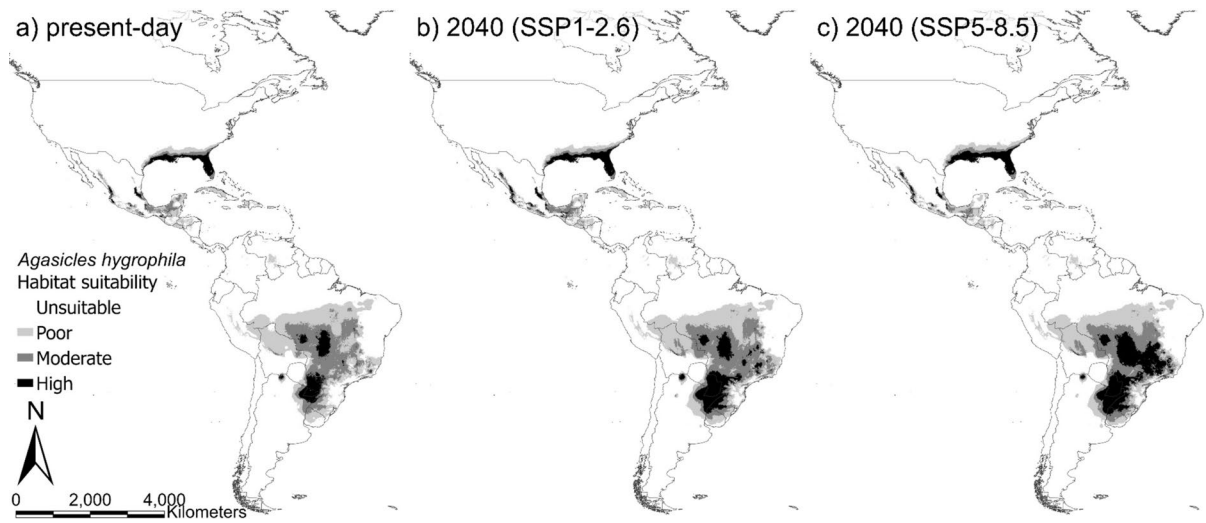 a) present-day
b) 2040 (SSP1-2.6)
c) 2040 (SSP5-8.5)
Agasicles hygrophila
Habitat suitability
Unsuitable
Poor
Moderate
High
N
0 2,000 4,000
Kilometers